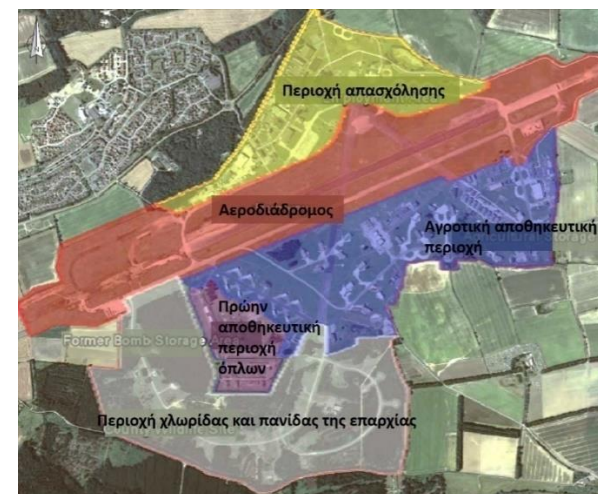 Περιοχή απασχόλησης
Αεροδιάδρομος
Αγροτική αποθηκευτική
περιοχή
Πρώην
αποθηκευτική
περιοχή
όπλων
Former Bomb Storage Area
Περιοχή χλωρίδας και πανίδας της επαρχίας